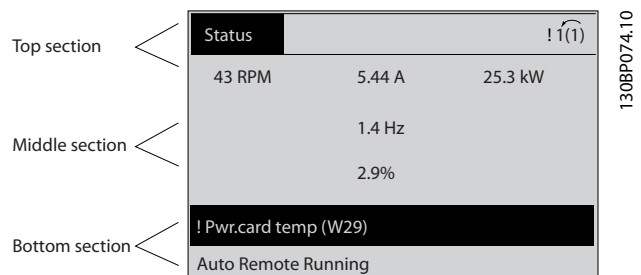 Top section
Status
! 1(1)
43 RPM 5.44 A 25.3 kW
Middle section
1.4 Hz
2.9%
Bottom section
! Pwr.card temp (W29)
Auto Remote Running
130BP074.10